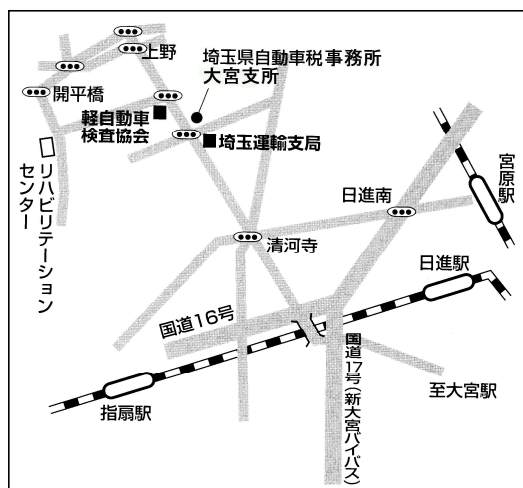 上野
埼玉県自動車税事務所
大宮支所
開平橋
軽自動車
検査協会
埼玉運輸支局
リハビリテーション
センター
宮原駅
日進南
清河寺
日進駅
国道16号
国道17号(新大宮バイパス)
至大宮駅
指扇駅